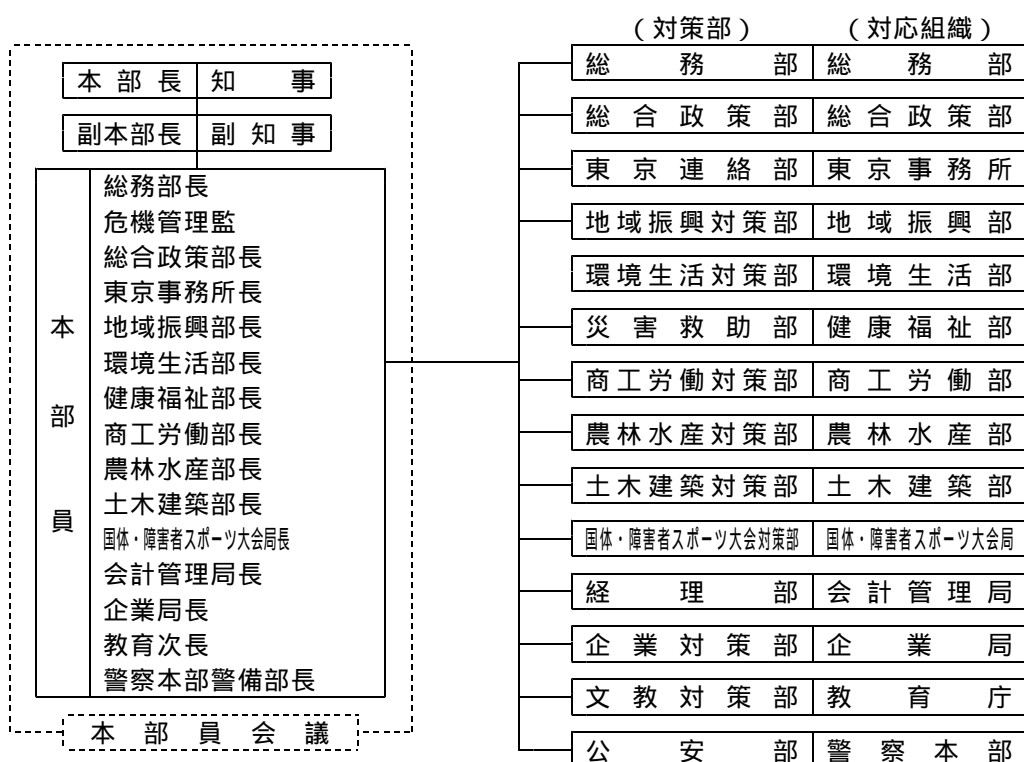 本部長 知事
副本部長 副知事
本部員
総務部長
危機管理監
総合政策部長
東京事務所長
地域振興部長
環境生活部長
健康福祉部長
商工労働部長
農林水産部長
土木建築部長
国体・障害者スポーツ大会局長
会計管理局長
企業局長
教育次長
警察本部警備部長
本部員会議
（対策部） （対応組織）
総務部 総務部
総合政策部 総合政策部
東京連絡部 東京事務所
地域振興対策部 地域振興部
環境生活対策部 環境生活部
災害救助部 健康福祉部
商工労働対策部 商工労働部
農林水産対策部 農林水産部
土木建築対策部 土木建築部
国体・障害者スポーツ大会対策部 国体・障害者スポーツ大会局
経理部 会計管理局
企業対策部 企業局
文教対策部 教育庁
公安部 警察本部